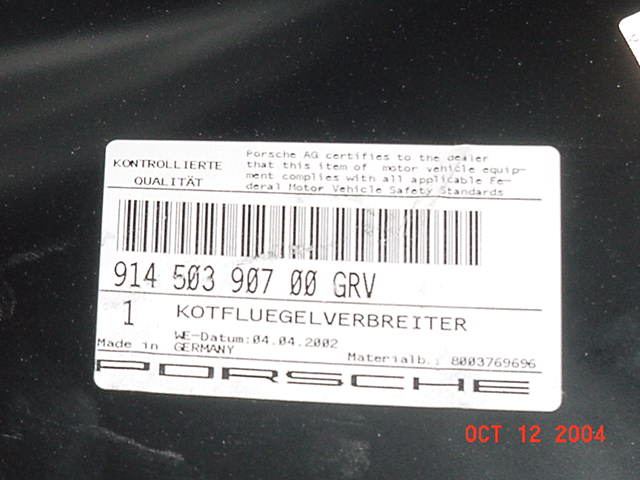 KONTROLLIERTE
QUALITÄT
Porsche AG certifies to the dealer
that this item of motor vehicle equip-
ment complies with all applicable Fe-
deral Motor Vehicle Safety Standards
914 503 907 00 GRV
1 KOTFLUEGELVERBREITER
WE-Datum:04.04.2002
Made in GERMANY
Materialb.: 8003769696
PORSCHE
OCT 12 2004